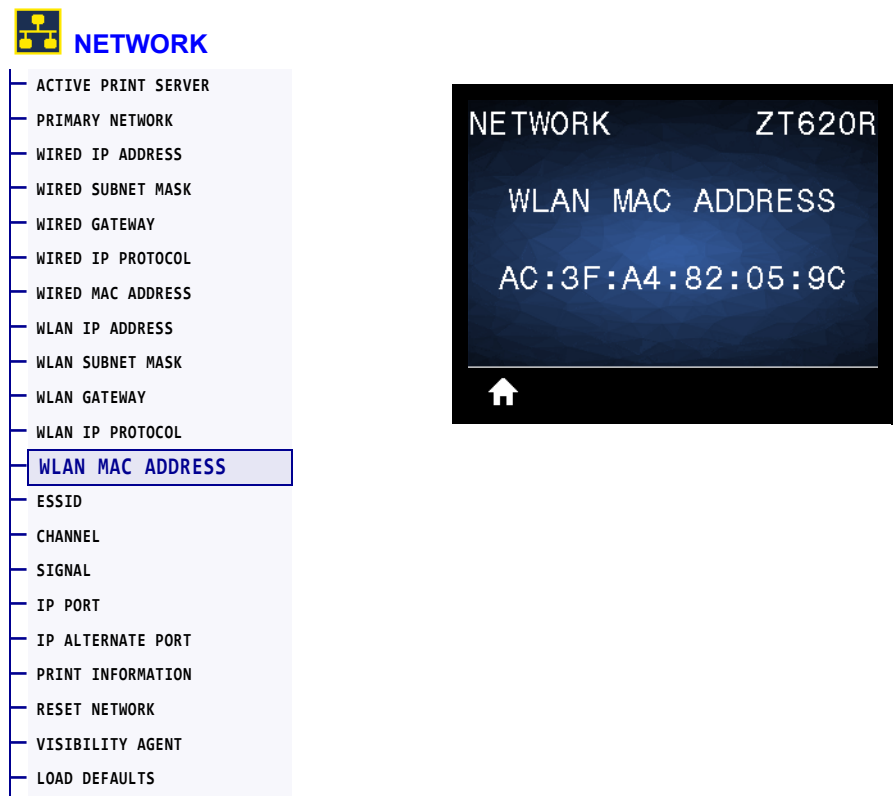 NETWORK
ACTIVE PRINT SERVER
PRIMARY NETWORK
WIRED IP ADDRESS
WIRED SUBNET MASK
WIRED GATEWAY
WIRED IP PROTOCOL
WIRED MAC ADDRESS
WLAN IP ADDRESS
WLAN SUBNET MASK
WLAN GATEWAY
WLAN IP PROTOCOL
WLAN MAC ADDRESS
ESSID
CHANNEL
SIGNAL
IP PORT
IP ALTERNATE PORT
PRINT INFORMATION
RESET NETWORK
VISIBILITY AGENT
LOAD DEFAULTS
NETWORK ZT620R
WLAN MAC ADDRESS
AC:3F:A4:82:05:9C